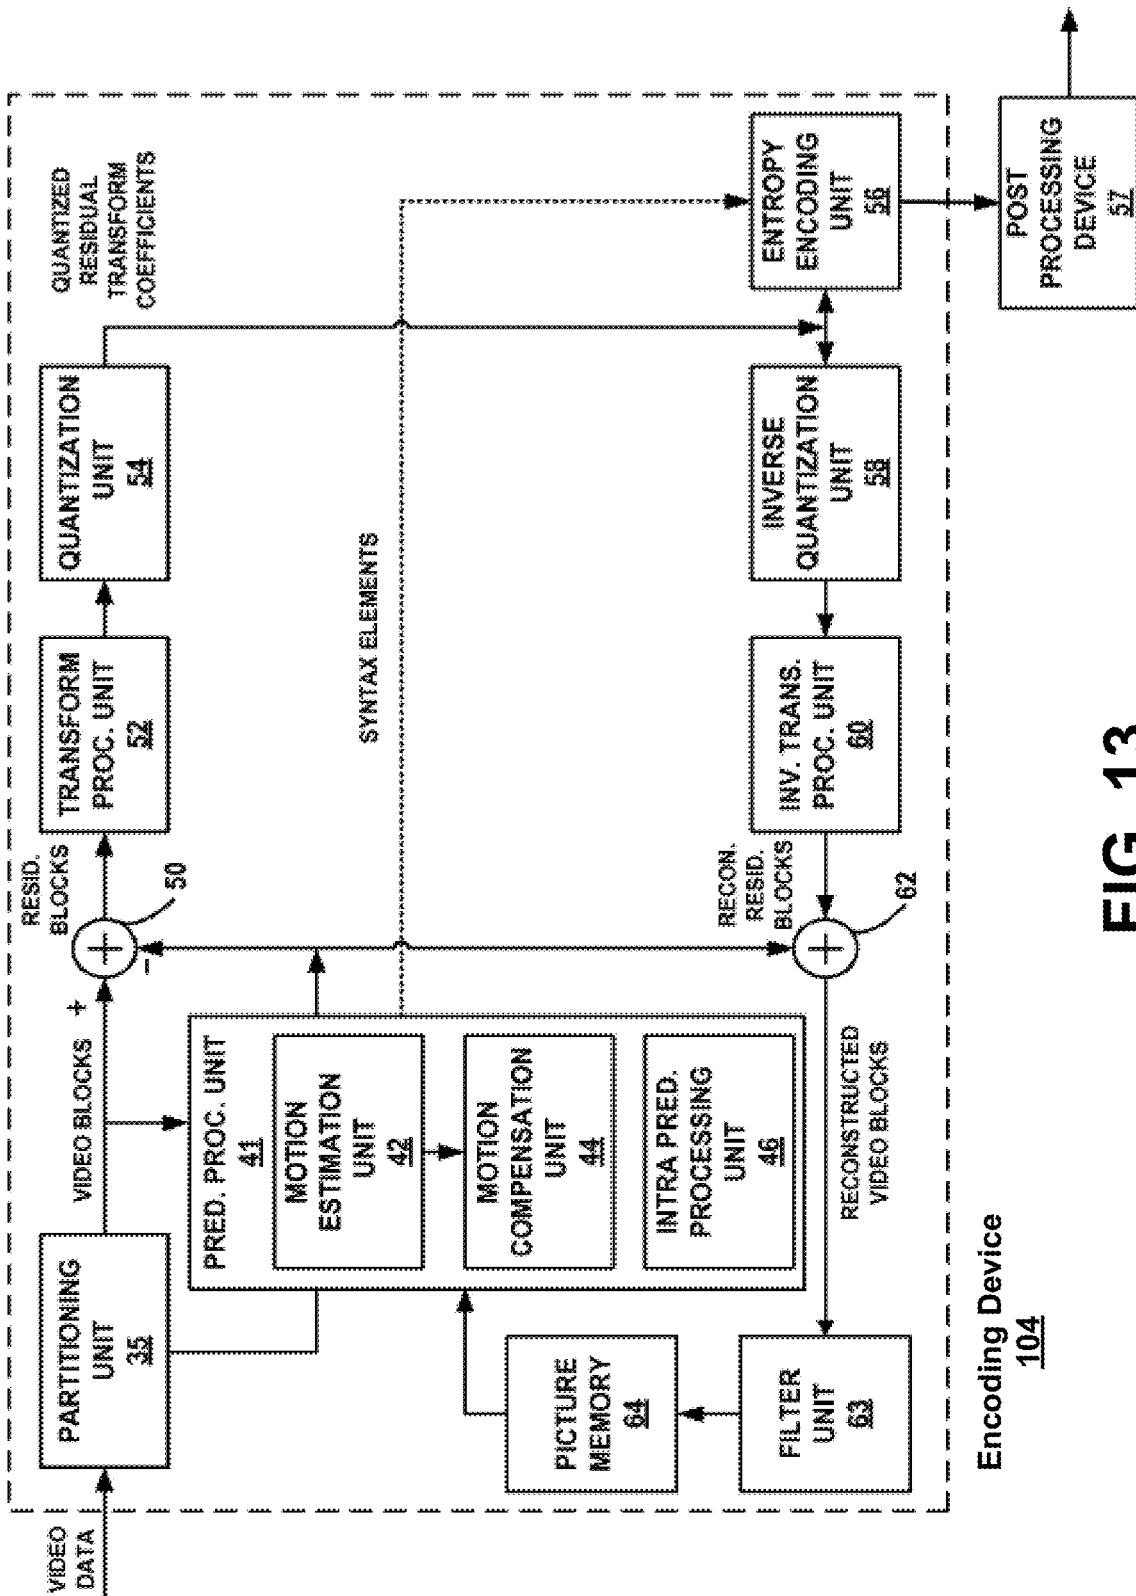 VIDEO
DATA
PARTITIONING
UNIT
35
VIDEO BLOCKS
+
–
50
RESID.
BLOCKS
TRANSFORM
PROC. UNIT
52
QUANTIZATION
UNIT
54
QUANTIZED
RESIDUAL
TRANSFORM
COEFFICIENTS
PRED. PROC. UNIT
41
MOTION
ESTIMATION
UNIT
42
MOTION
COMPENSATION
UNIT
44
INTRA PRED.
PROCESSING
UNIT
46
SYNTAX ELEMENTS
PICTURE
MEMORY
64
FILTER
UNIT
63
RECONSTRUCTED
VIDEO BLOCKS
62
RECON.
RESID.
BLOCKS
INV. TRANS.
PROC. UNIT
60
INVERSE
QUANTIZATION
UNIT
58
ENTROPY
ENCODING
UNIT
56
POST
PROCESSING
DEVICE
57
Encoding Device
104
FIG. 13